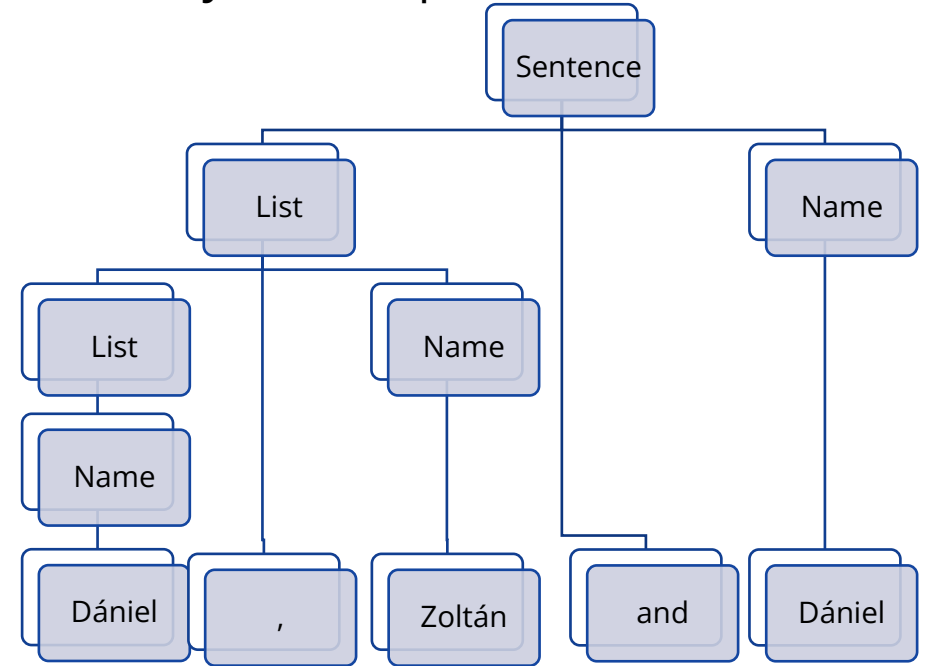 Sentence
List
Name
List
Name
Name
Dániel
,
Zoltán
and
Dániel